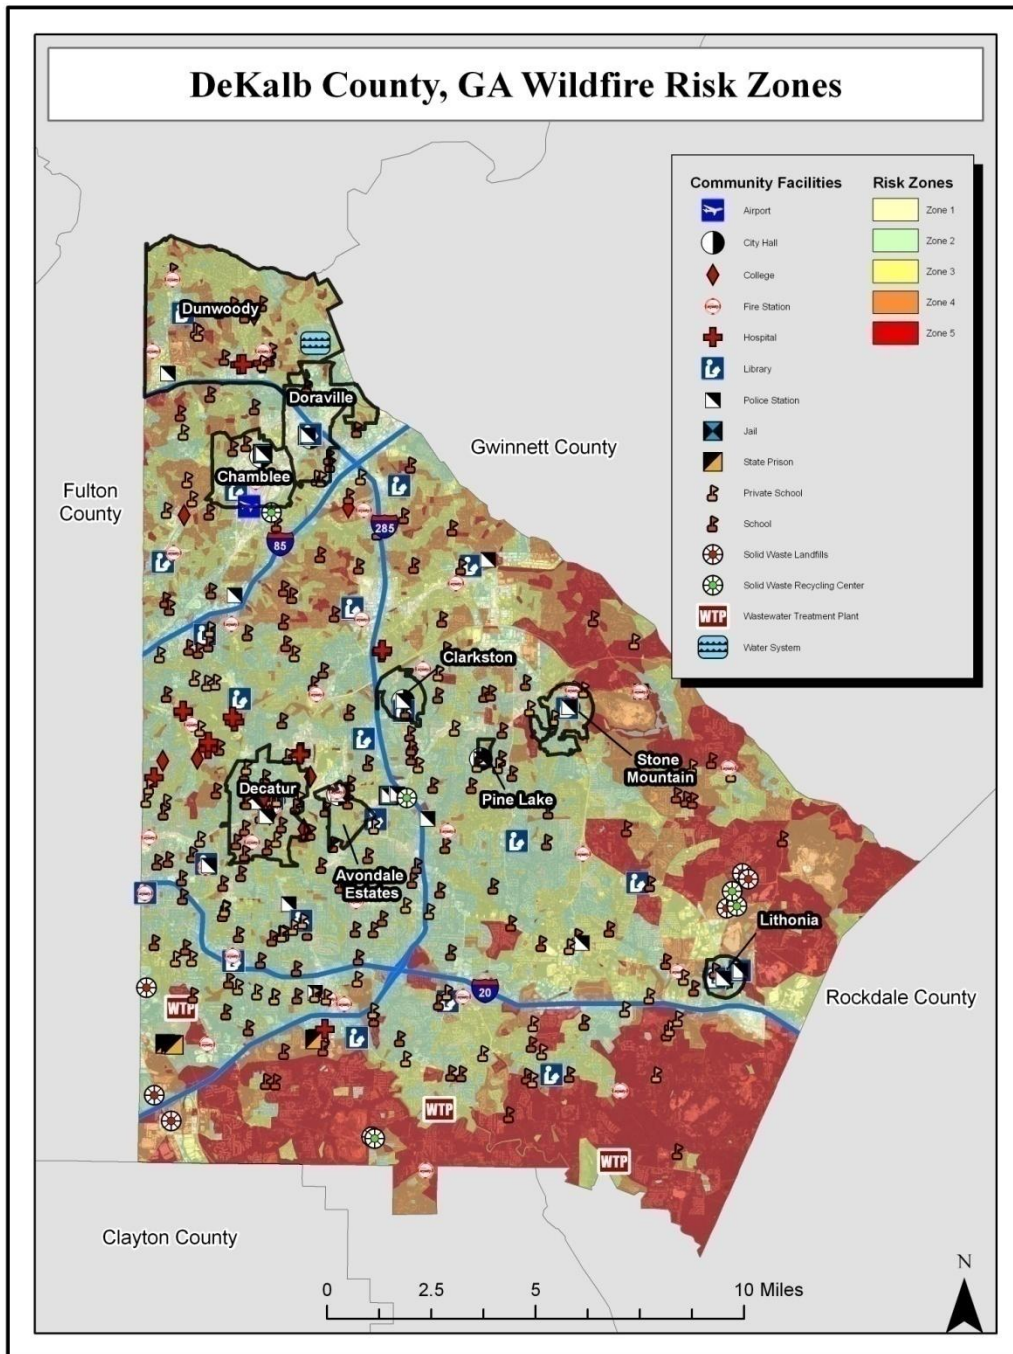 DeKalb County, GA Wildfire Risk Zones
Community Facilities
Airport
City Hall
College
Fire Station
Hospital
Library
Police Station
Jail
State Prison
Private School
School
Solid Waste Landfills
Solid Waste Recycling Center
WTP Wastewater Treatment Plant
Water System
Risk Zones
Zone 1
Zone 2
Zone 3
Zone 4
Zone 5
Dunwoody
Doraville
Chamblee
Gwinnett County
Fulton
County
285
85
Clarkston
Stone
Mountain
Pine Lake
Decatur
Avondale
Estates
Lithonia
20
Rockdale County
WTP
WTP
WTP
Clayton County
0 2.5 5 10 Miles
N